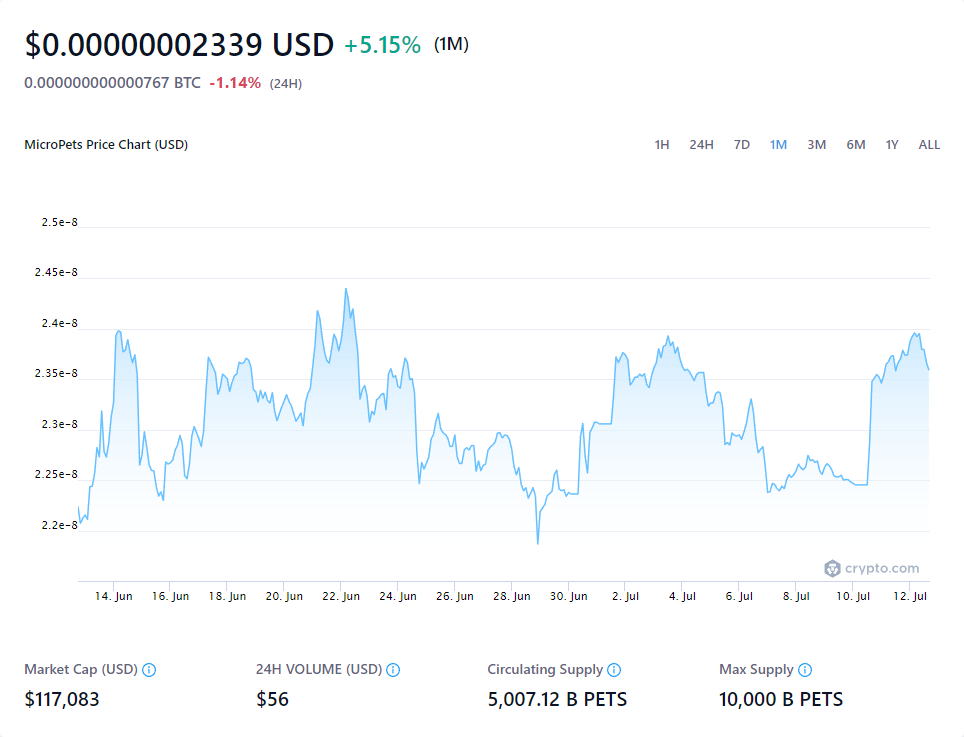 $0.00000002339 USD +5.15% (1M)
0.000000000000767 BTC -1.14% (24H)
MicroPets Price Chart (USD) 1H 24H 7D 1M 3M 6M 1Y ALL
2.5e-8
2.45e-8
2.4e-8
2.35e-8
2.3e-8
2.25e-8
2.2e-8
crypto.com
14. Jun 16. Jun 18. Jun 20. Jun 22. Jun 24. Jun 26. Jun 28. Jun 30. Jun 2. Jul 4. Jul 6. Jul 8. Jul 10. Jul 12. Jul
Market Cap (USD) 24H VOLUME (USD) Circulating Supply Max Supply
$117,083 $56 5,007.12 B PETS 10,000 B PETS